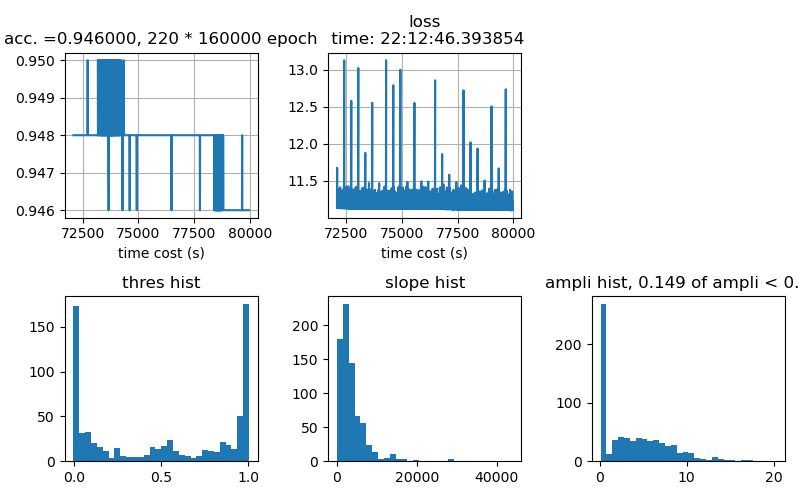 acc. =0.946000, 220 * 160000 epoch
loss
time: 22:12:46.393854
0.950
0.949
0.948
0.947
0.946
72500 75000 77500 80000
time cost (s)
13.0
12.5
12.0
11.5
72500 75000 77500 80000
time cost (s)
thres hist
150
100
50
0
0.0 0.5 1.0
slope hist
200
150
100
50
0
0 20000 40000
ampli hist, 0.149 of ampli < 0.
200
100
0
0 10 20